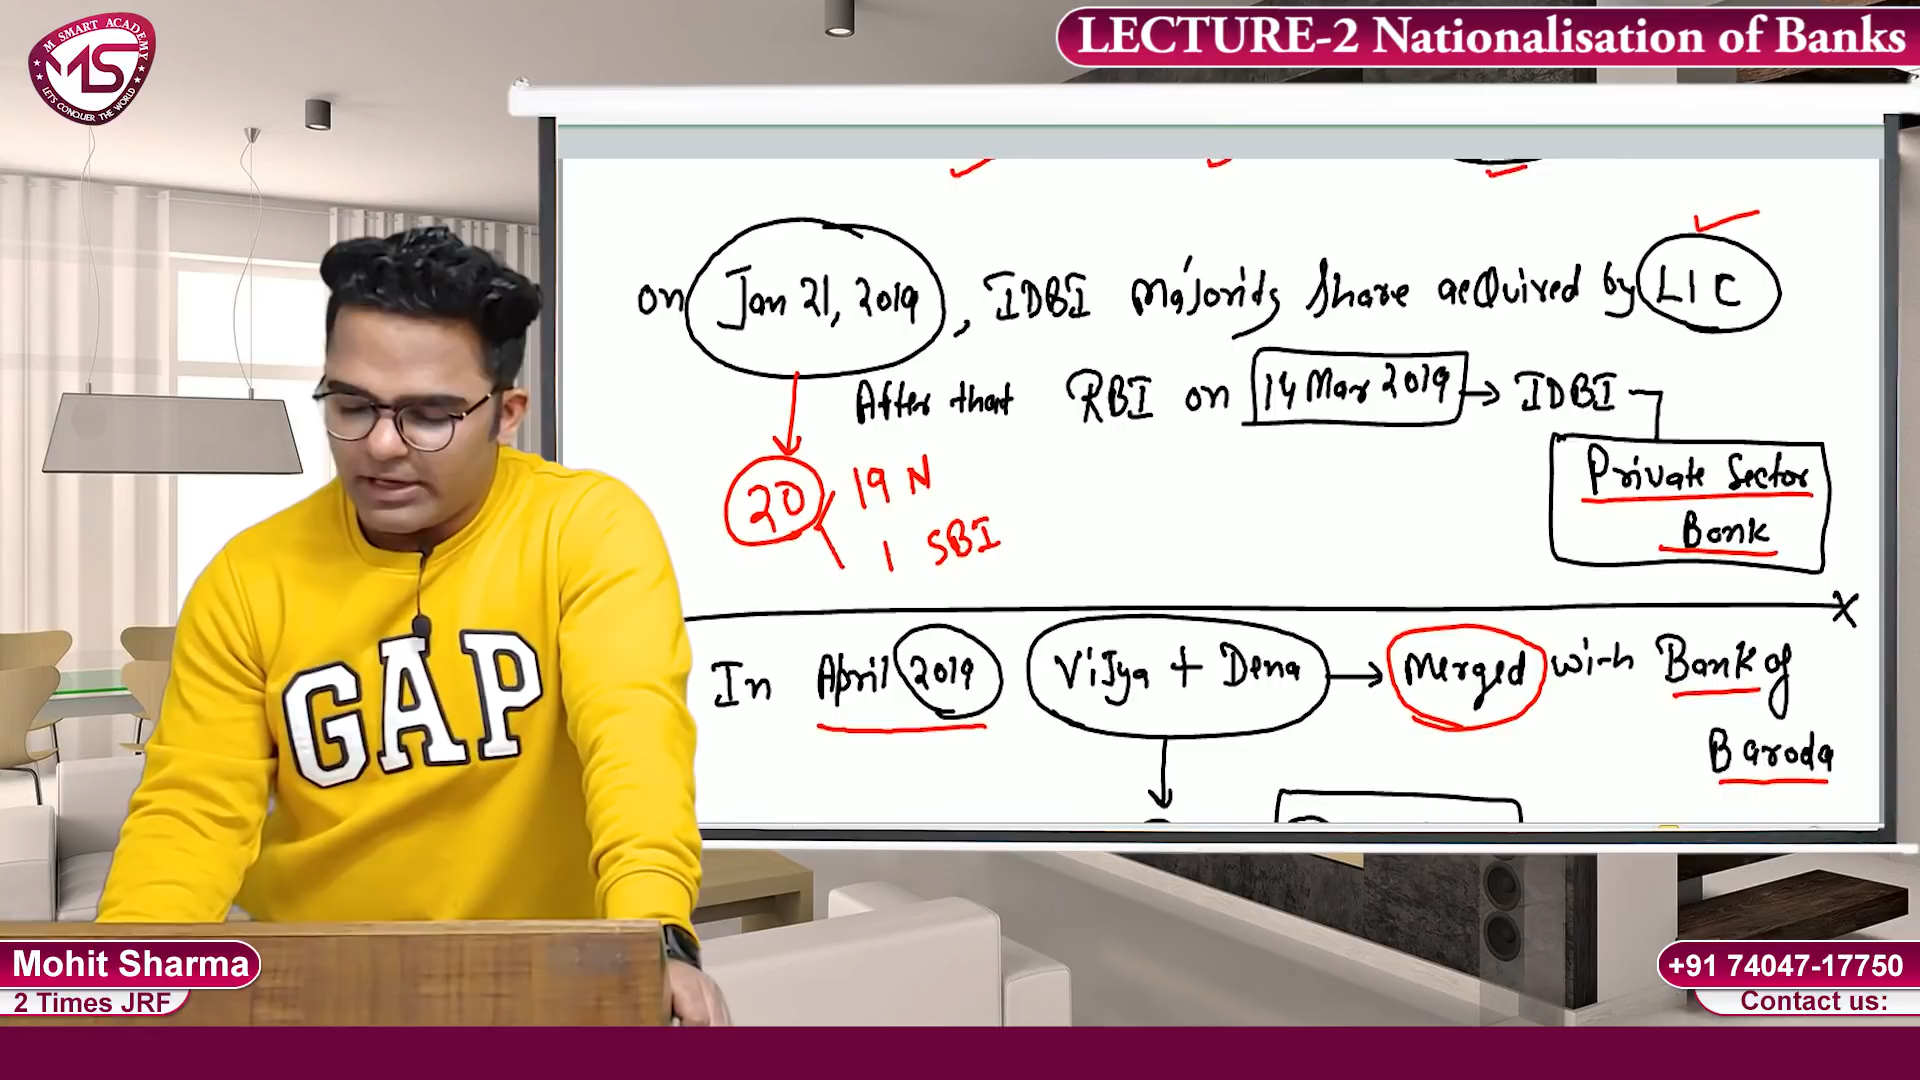 M SMART ACADEMY
MS
LETS CONQUER THE WORLD
LECTURE-2 Nationalisation of Banks
on Jan 21, 2019, IDBI Majority Share acquired by LIC
After that RBI on 14 Mar 2019 → IDBI
Private Sector
Bank
20
19 N
1 SBI
X
In April 2019 Vijya + Dena → Merged with Bank of
Baroda
GAP
Mohit Sharma
2 Times JRF
+91 74047-17750
Contact us: